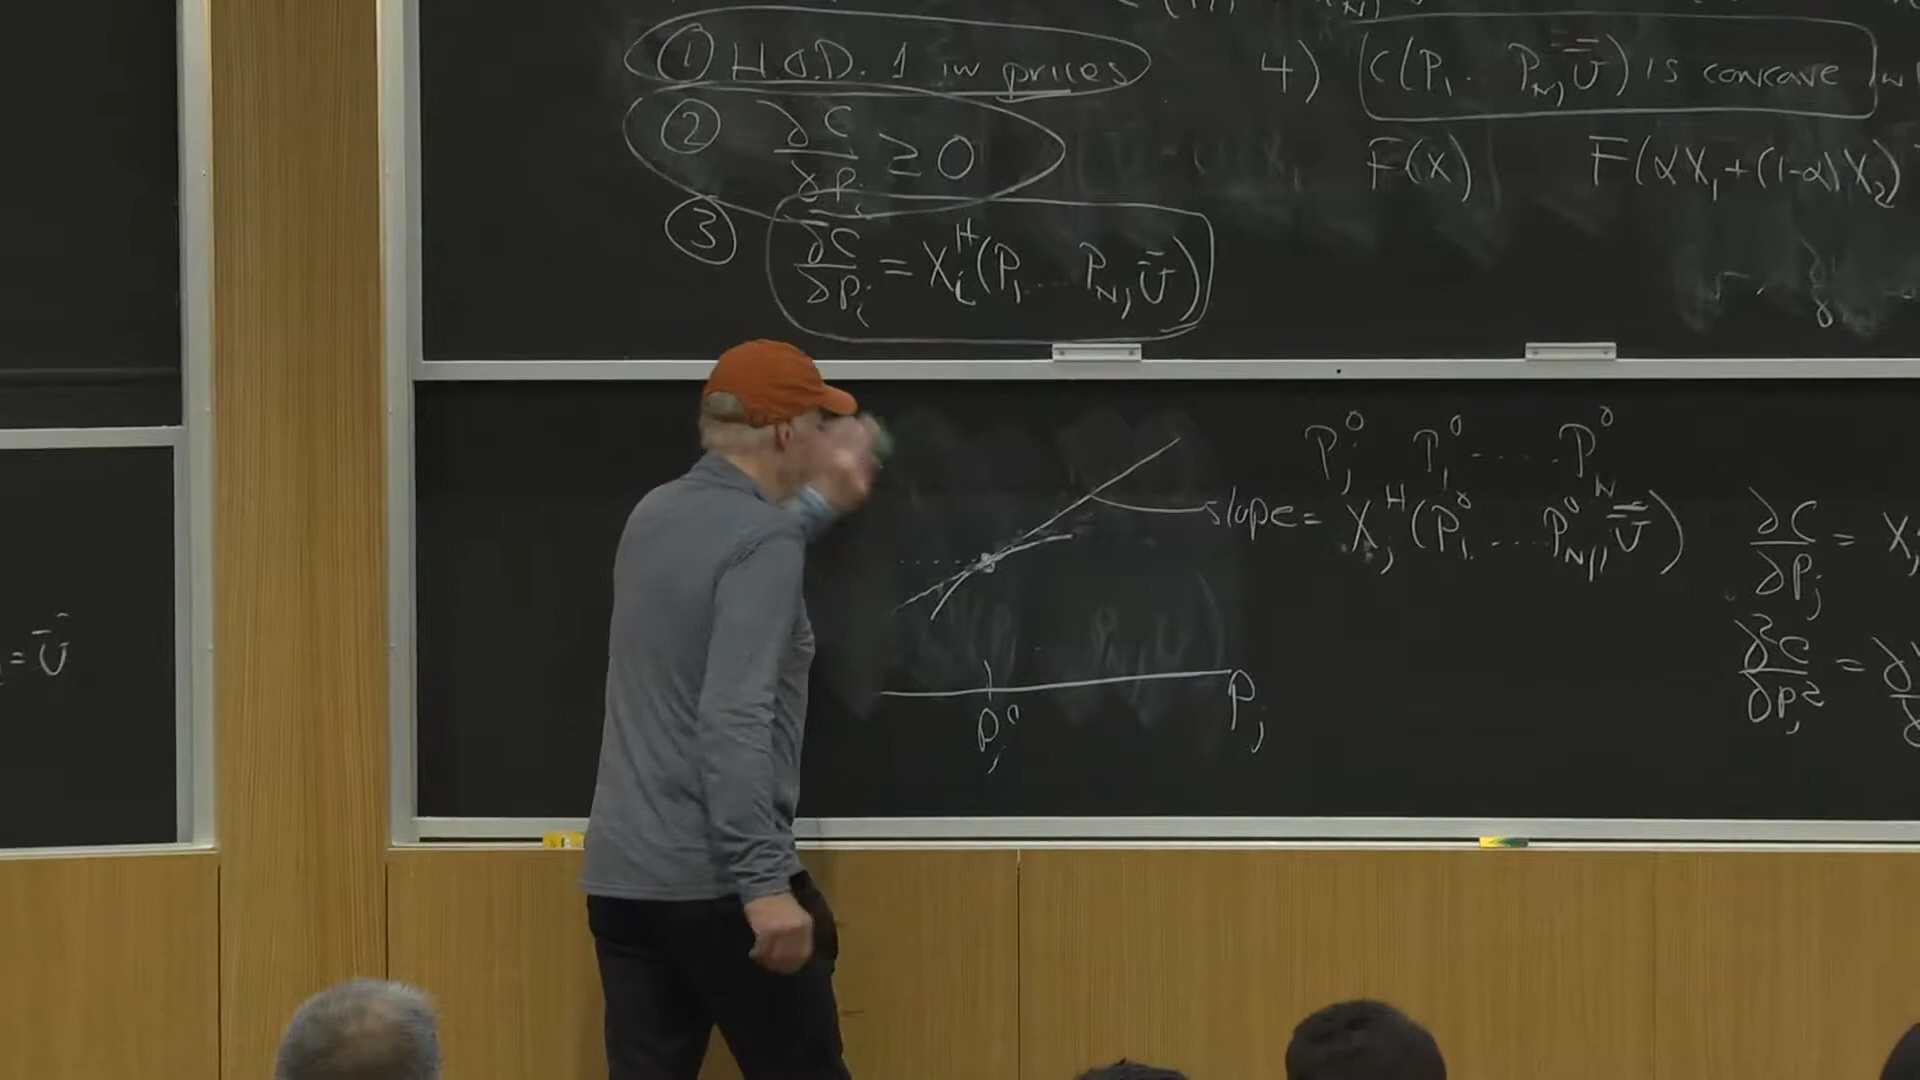 ① H.O.D. 1 in prices
② ∂C/∂P_i ≥ 0
③ ∂C/∂P_i = X_i^H(P_1 ... P_N, Ū)
4) C(P_1 . P_N, Ū) is concave in
F(X) F(αX_1+(1-α)X_2)
= Ū
P_j^0 P_1^0 ..... P_N^0
slope = X_j^H(P_1^0 .... P_N^0, Ū)
P_j^0
P_j
∂C/∂P_j = X_j
∂²C/∂P_j² = ∂